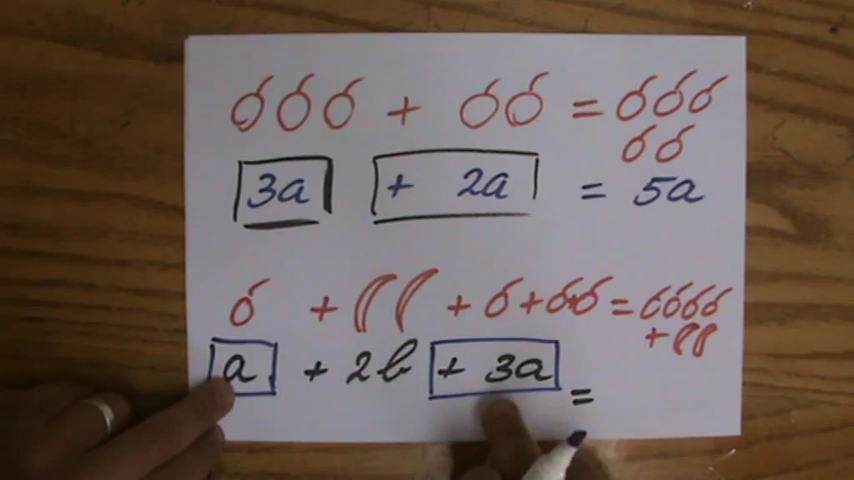 + =
3a + 2a = 5a
+ + + =
+
a + 2b + 3a =